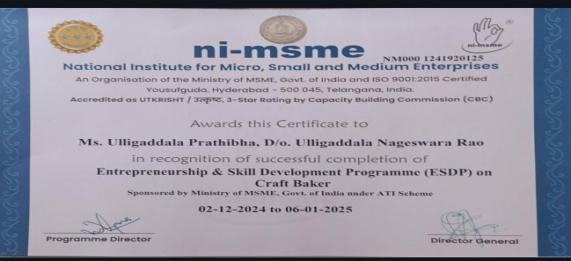 ni-msme
ni-msme
NM000 1241920125
National Institute for Micro, Small and Medium Enterprises
An Organisation of the Ministry of MSME, Govt. of India and ISO 9001:2015 Certified
Yousufguda, Hyderabad – 500 045, Telangana, India.
Accredited as UTKRISHT / उत्कृष्ट, 3-Star Rating by Capacity Building Commission (CBC)
Awards this Certificate to
Ms. Ulligaddala Prathibha, D/o. Ulligaddala Nageswara Rao
in recognition of successful completion of
Entrepreneurship & Skill Development Programme (ESDP) on
Craft Baker
Sponsored by Ministry of MSME, Govt. of India under ATI Scheme
02-12-2024 to 06-01-2025
Programme Director
Director General